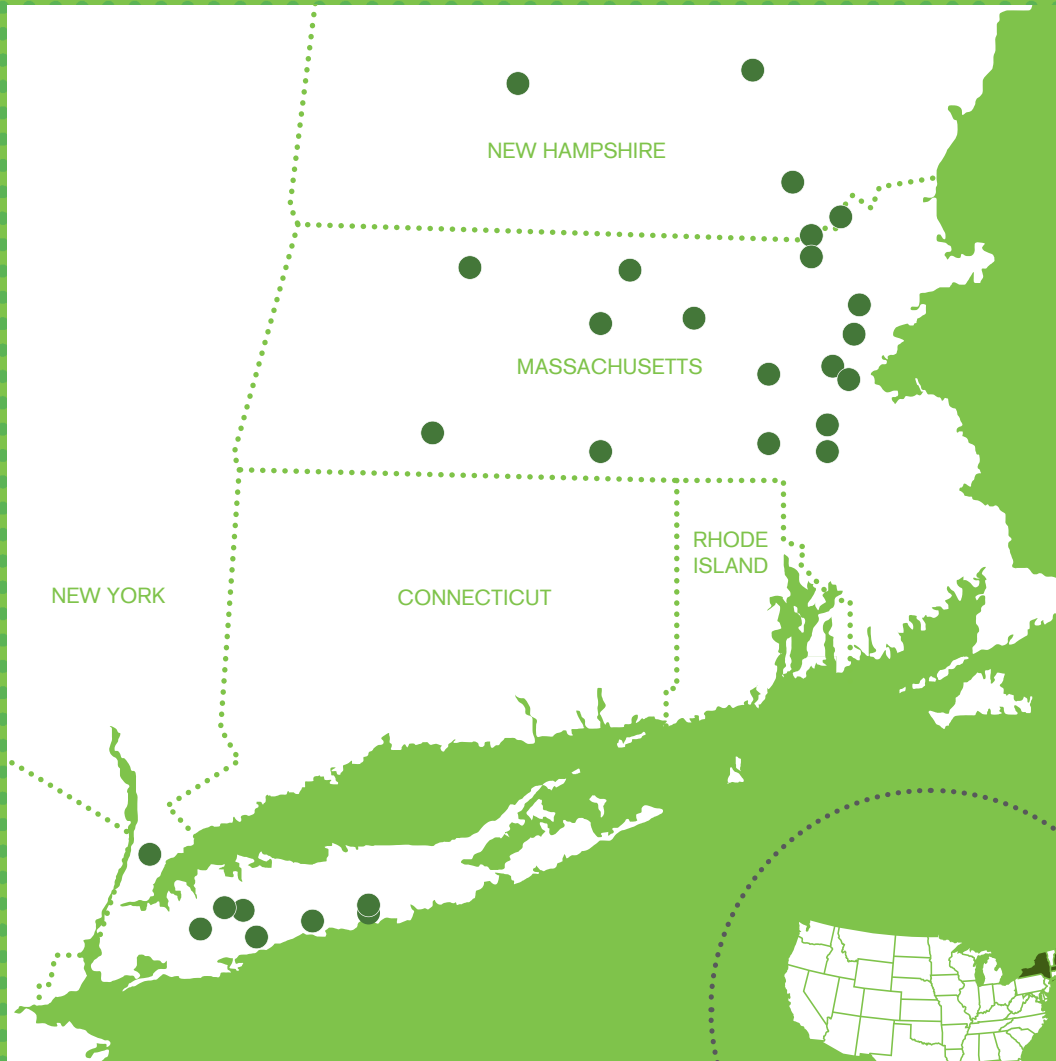 NEW HAMPSHIRE
MASSACHUSETTS
RHODE
ISLAND
NEW YORK
CONNECTICUT